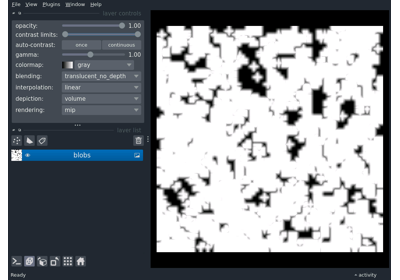 File View Plugins Window Help
layer controls
opacity: 1.00
contrast limits:
auto-contrast: once continuous
gamma: 1.00
colormap: gray
blending: translucent_no_depth
interpolation: linear
depiction: volume
rendering: mip
layer list
blobs
Ready activity